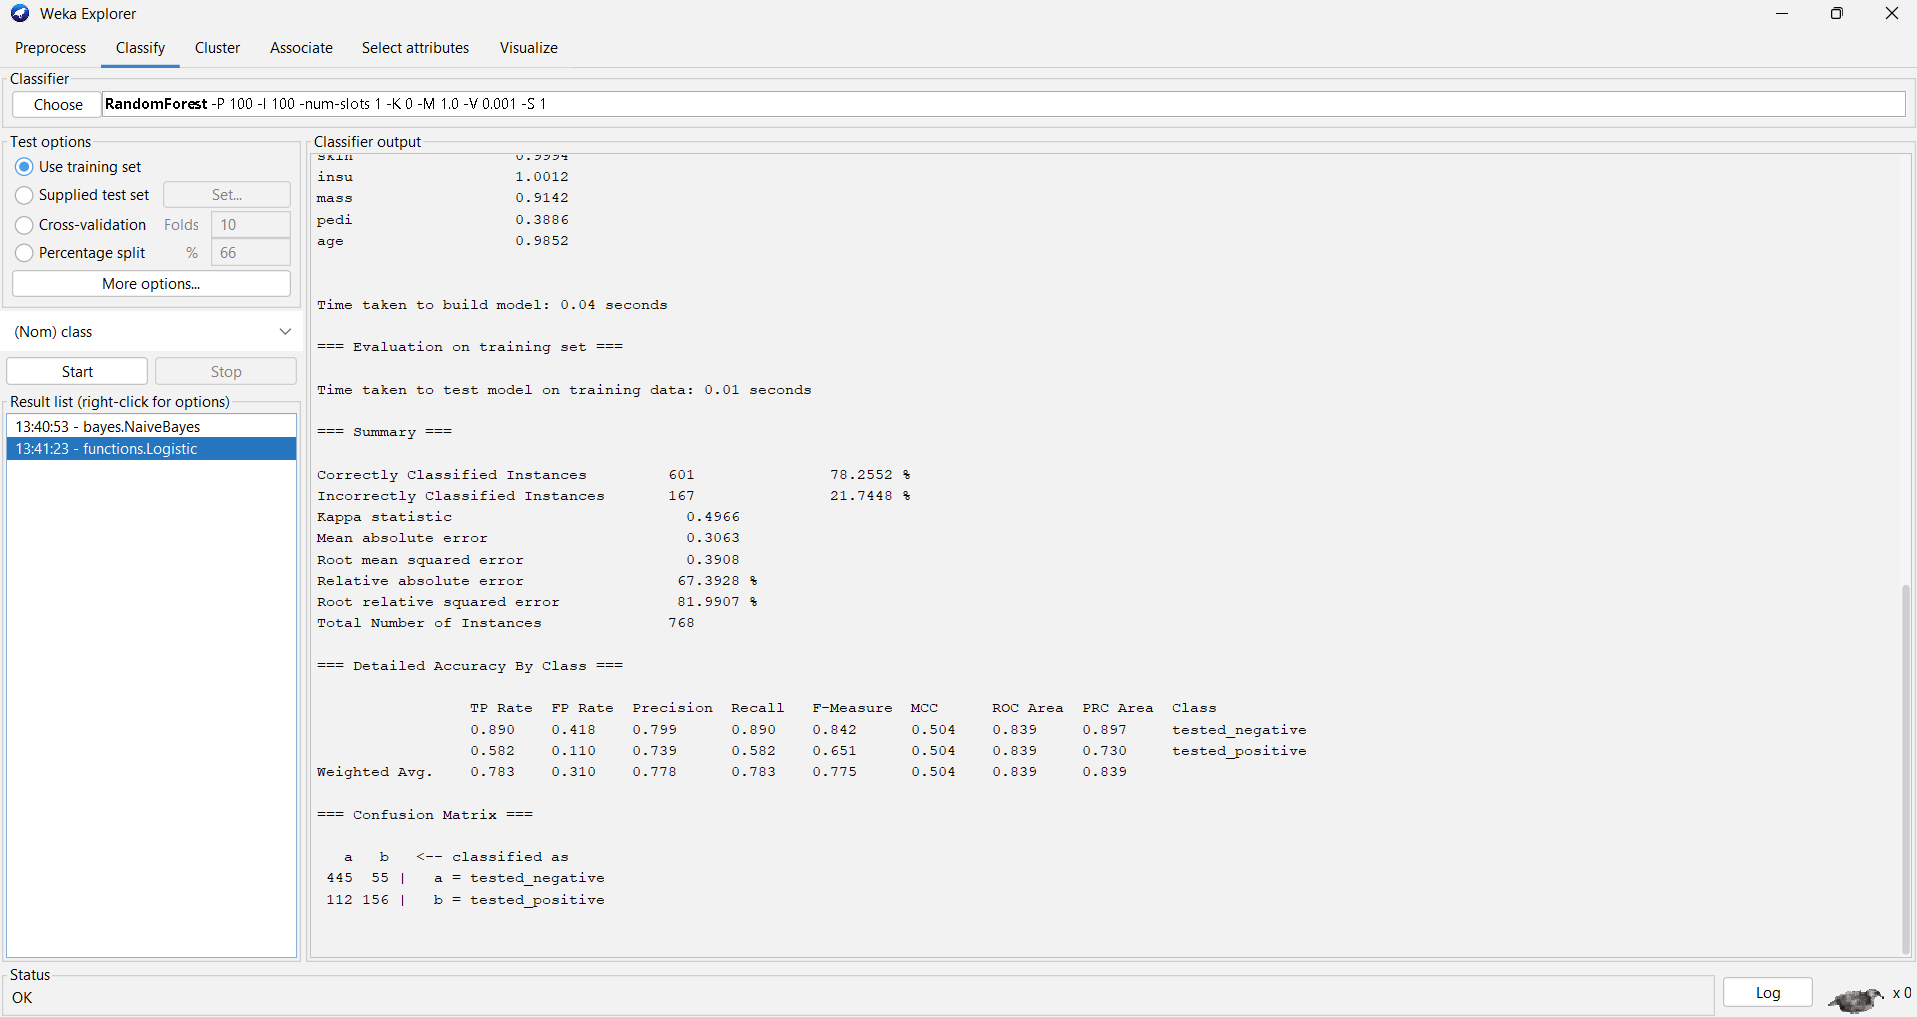 Weka Explorer
Preprocess Classify Cluster Associate Select attributes Visualize
Classifier
Choose RandomForest -P 100 -I 100 -num-slots 1 -K 0 -M 1.0 -V 0.001 -S 1
Test options
Use training set
Supplied test set Set...
Cross-validation Folds 10
Percentage split % 66
More options...
(Nom) class
Start Stop
Result list (right-click for options)
13:40:53 - bayes.NaiveBayes
13:41:23 - functions.Logistic
Classifier output
skin 0.9994
insu 1.0012
mass 0.9142
pedi 0.3886
age 0.9852
Time taken to build model: 0.04 seconds
=== Evaluation on training set ===
Time taken to test model on training data: 0.01 seconds
=== Summary ===
Correctly Classified Instances 601 78.2552 %
Incorrectly Classified Instances 167 21.7448 %
Kappa statistic 0.4966
Mean absolute error 0.3063
Root mean squared error 0.3908
Relative absolute error 67.3928 %
Root relative squared error 81.9907 %
Total Number of Instances 768
=== Detailed Accuracy By Class ===
TP Rate FP Rate Precision Recall F-Measure MCC ROC Area PRC Area Class
0.890 0.418 0.799 0.890 0.842 0.504 0.839 0.897 tested_negative
0.582 0.110 0.739 0.582 0.651 0.504 0.839 0.730 tested_positive
Weighted Avg. 0.783 0.310 0.778 0.783 0.775 0.504 0.839 0.839
=== Confusion Matrix ===
a b <-- classified as
445 55 | a = tested_negative
112 156 | b = tested_positive
Status
OK
Log x 0